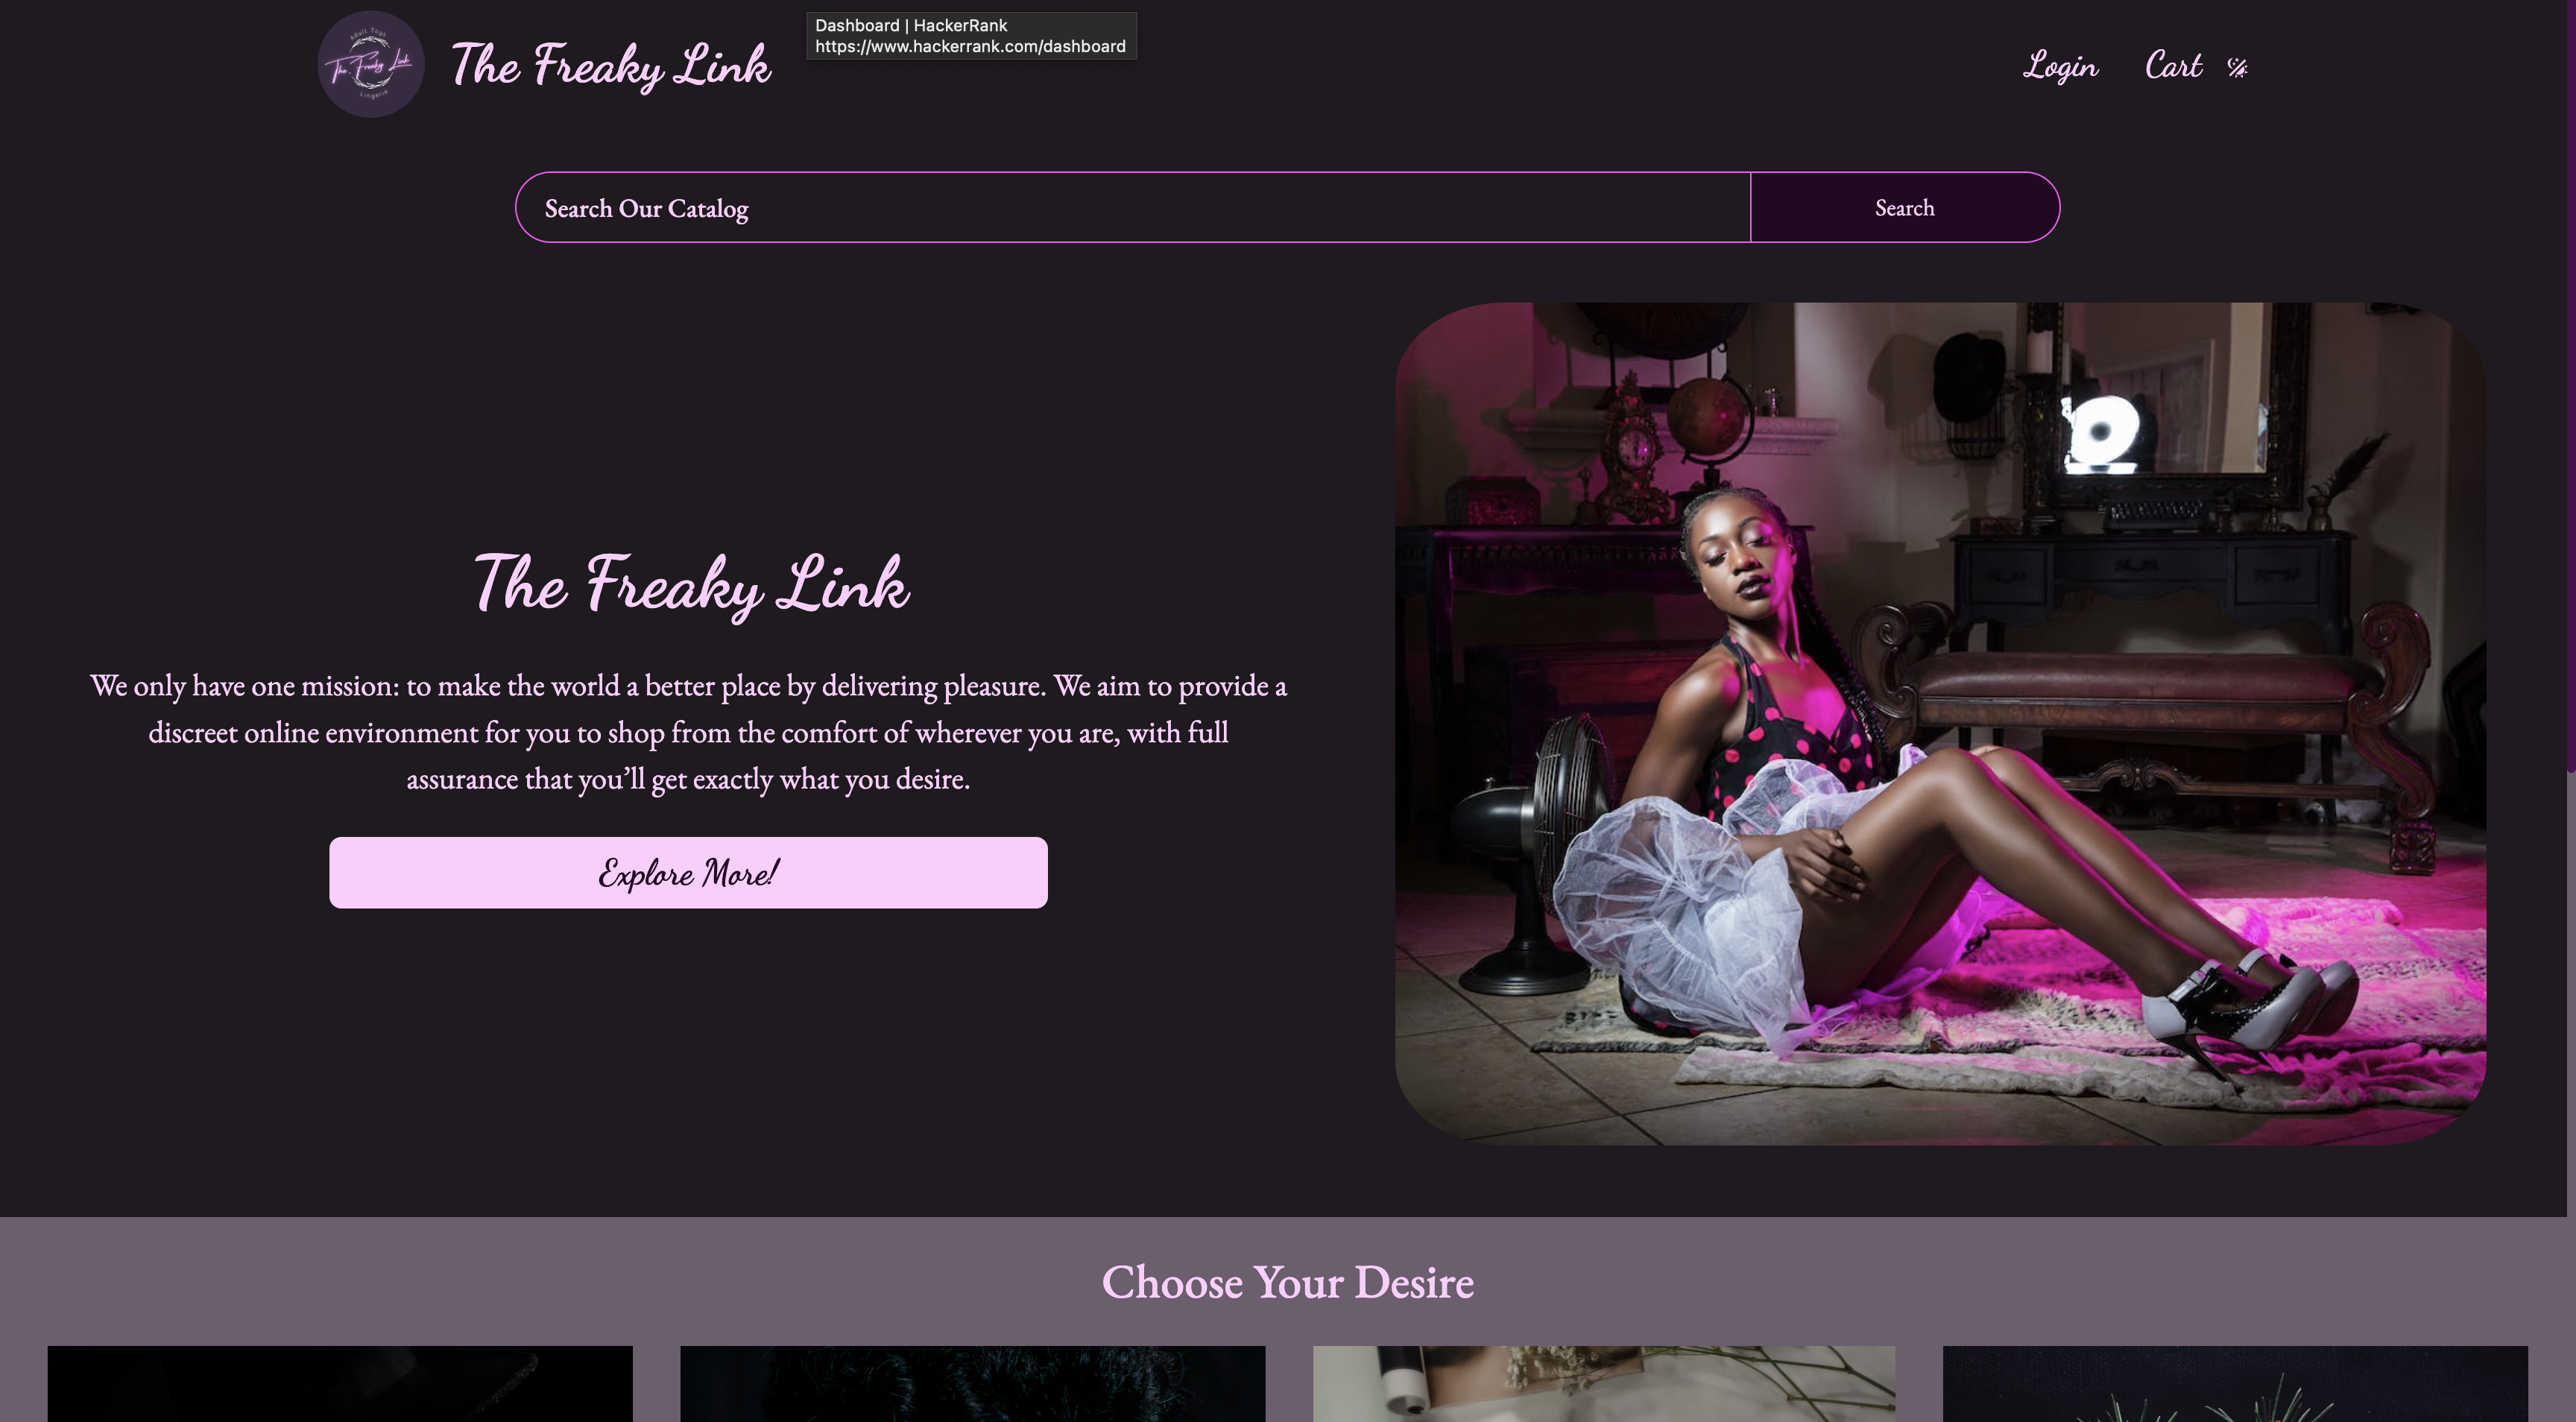 Adult Toys
The Freaky Link
Lingerie
The Freaky Link
Dashboard | HackerRank
https://www.hackerrank.com/dashboard
Login
Cart
Search Our Catalog
Search
The Freaky Link
We only have one mission: to make the world a better place by delivering pleasure. We aim to provide a
discreet online environment for you to shop from the comfort of wherever you are, with full
assurance that you’ll get exactly what you desire.
Explore More!
Choose Your Desire